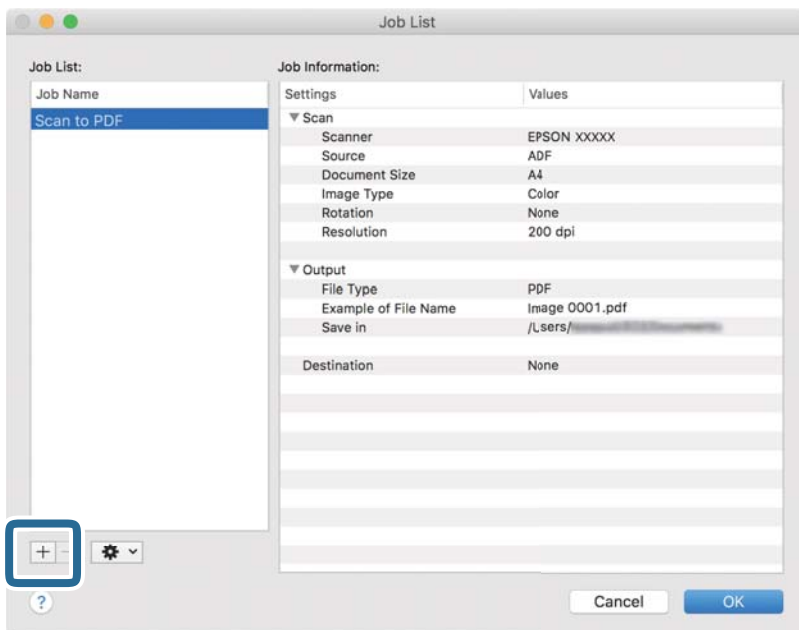 Job List
Job List:
Job Information:
Job Name
Scan to PDF
Settings Values
Scan
Scanner EPSON XXXXX
Source ADF
Document Size A4
Image Type Color
Rotation None
Resolution 200 dpi
Output
File Type PDF
Example of File Name Image 0001.pdf
Save in /Users/
Destination None
+ −
?
Cancel OK